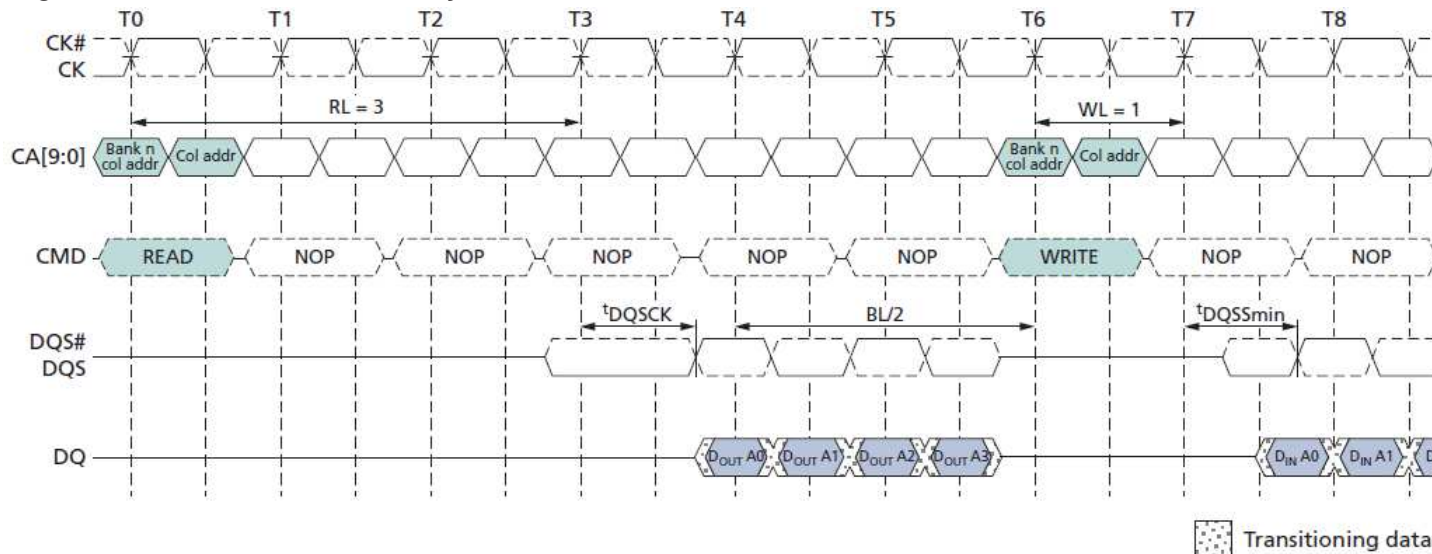 T0 T1 T2 T3 T4 T5 T6 T7 T8
CK#
CK
RL = 3 WL = 1
CA[9:0] Bank n col addr Col addr Bank n col addr Col addr
CMD READ NOP NOP NOP NOP NOP WRITE NOP NOP
tDQSCK BL/2 tDQSSmin
DQS#
DQS
DQ DOUT A0 DOUT A1 DOUT A2 DOUT A3 DIN A0 DIN A1 D
Transitioning data